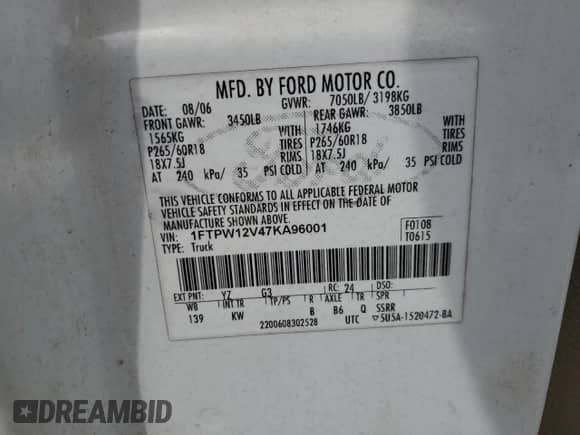 MFD. BY FORD MOTOR CO.
DATE: 08/06 GVWR: 7050LB/ 3198KG
FRONT GAWR: 3450LB REAR GAWR: 3850LB
1565KG WITH 1746KG WITH
P265/60R18 TIRES P265/60R18 TIRES
18X7.5J RIMS 18X7.5J RIMS
AT 240 kPa/ 35 PSI COLD AT 240 kPa/ 35 PSI COLD
THIS VEHICLE CONFORMS TO ALL APPLICABLE FEDERAL MOTOR
VEHICLE SAFETY STANDARDS IN EFFECT ON THE DATE OF
MANUFACTURE SHOWN ABOVE.
VIN: 1FTPW12V47KA96001
TYPE: Truck
F0108
T0615
EXT PNT: Y7 G3 RC: 24 DSO:
WB INT TR TP/PS R AXLE TR SPR
139 KW B B6 Q SSRR
2200608302528 UTC 5U5A-1520472-BA
DREAMBID